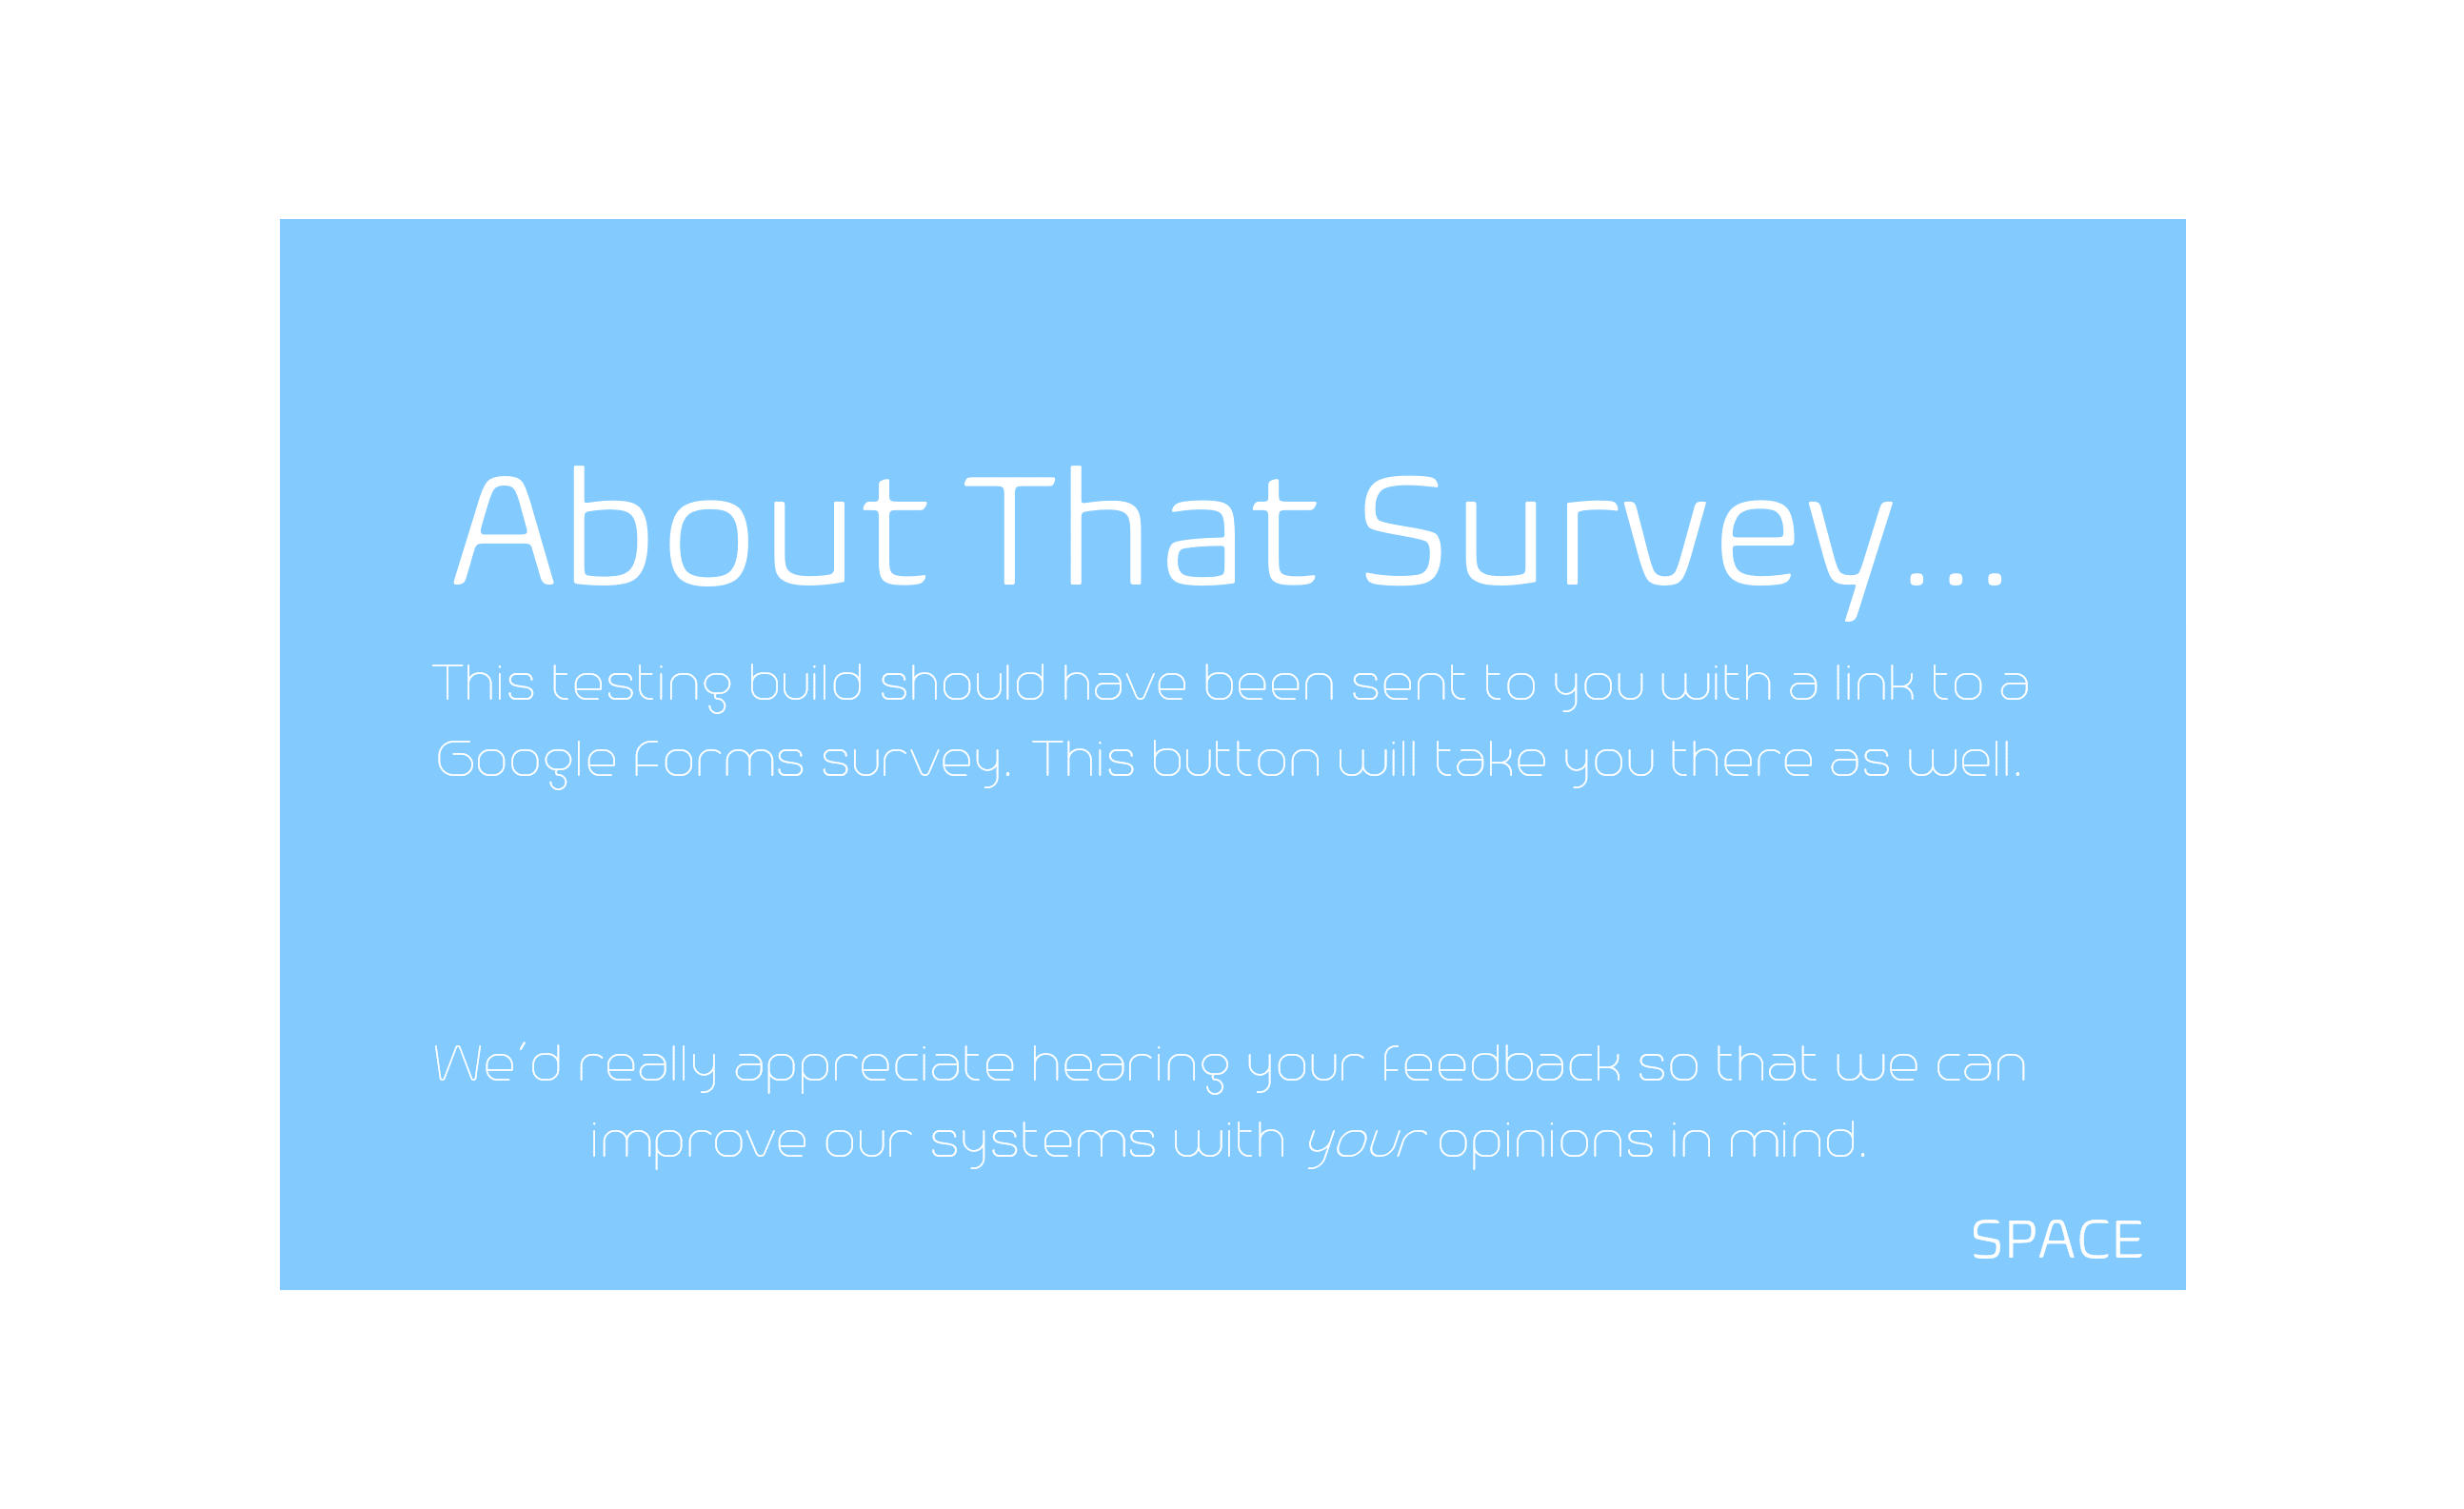 About That Survey...
This testing build should have been sent to you with a link to a
Google Forms survey. This button will take you there as well.
We'd really appreciate hearing your feedback so that we can
improve our systems with your opinions in mind.
SPACE